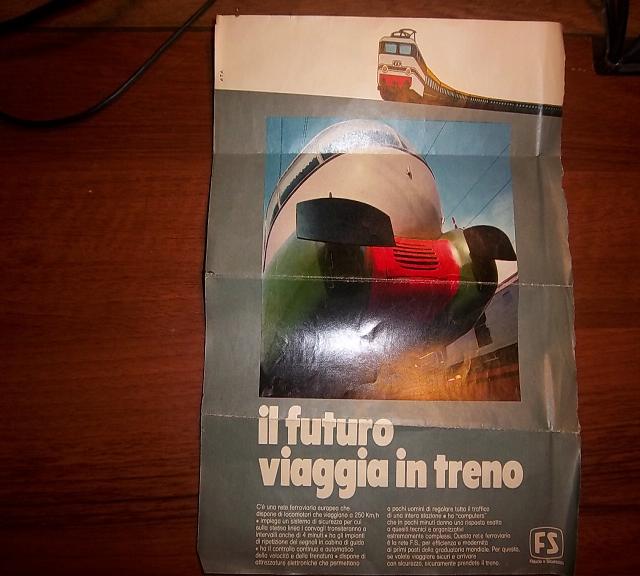 il futuro
viaggia in treno
C'è una rete ferroviaria europea che
dispone di locomotori che viaggiano a 250 Km/h
• impiega un sistema di sicurezza per cui
sulla stessa linea i convogli transiteranno a
intervalli anche di 4 minuti • ha gli impianti
di ripetizione dei segnali in cabina di guida
• ha il controllo continuo e automatico
della velocità e della frenatura • dispone di
attrezzature elettroniche che permettono
a pochi uomini di regolare tutto il traffico
di una intera stazione • ha "computers"
che in pochi minuti danno una risposta esatta
a quesiti tecnici e organizzativi
estremamente complessi. Questa rete ferroviaria
è la rete F.S., per efficienza e modernità
ai primi posti della graduatoria mondiale. Per questo,
se volete viaggiare sicuri e arrivare
con sicurezza, sicuramente prendete il treno.
FS